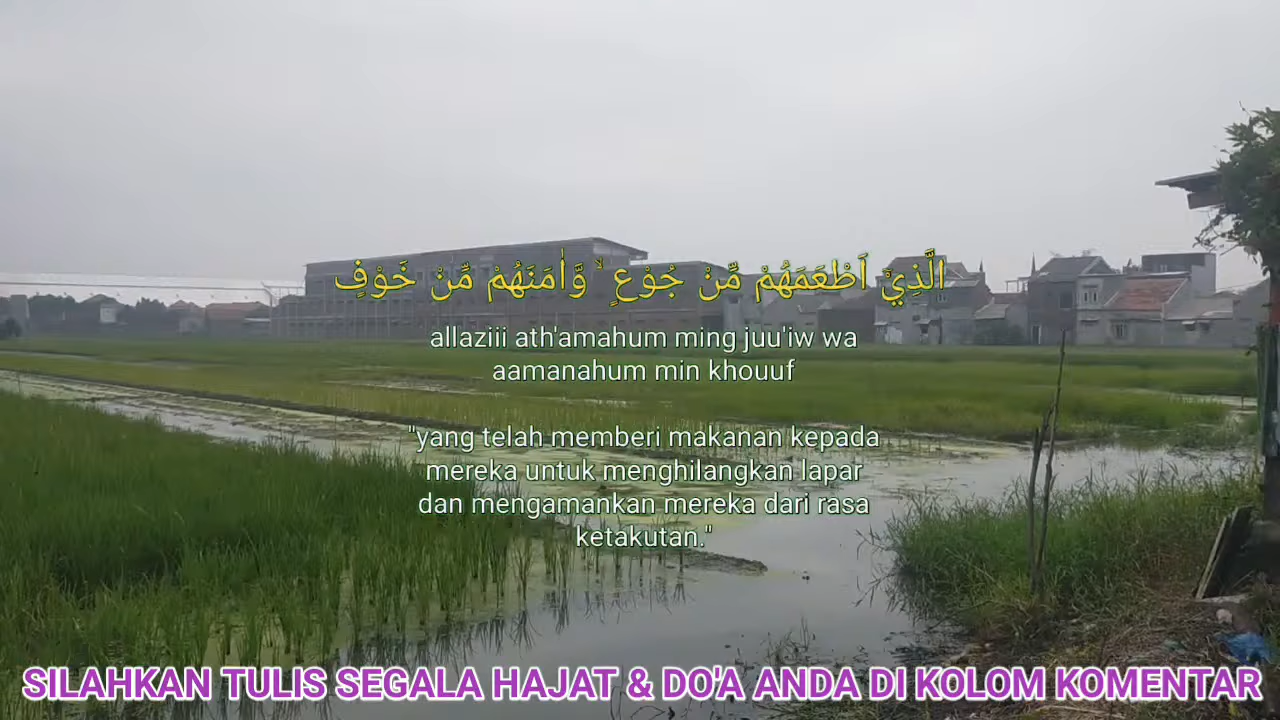 الَّذِيْٓ اَطْعَمَهُمْ مِّنْ جُوْعٍ ۙ وَّاٰمَنَهُمْ مِّنْ خَوْفٍ
allaziii ath'amahum ming juu'iw wa
aamanahum min khouuf
"yang telah memberi makanan kepada
mereka untuk menghilangkan lapar
dan mengamankan mereka dari rasa
ketakutan."
SILAHKAN TULIS SEGALA HAJAT & DO'A ANDA DI KOLOM KOMENTAR